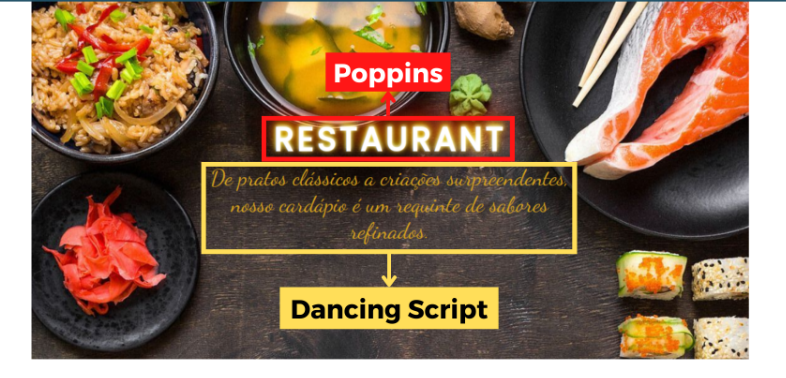 Poppins
RESTAURANT
De pratos clássicos a criações surpreendentes,
nosso cardápio é um requinte de sabores
refinados.
Dancing Script